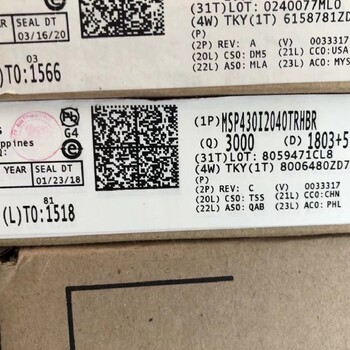 (31T)LOT: 0240077ML0
SEAL DT
(4W) TKY(1T) 6158781ZD
03/16/20
(P)
(2P) REV: A (V) 0033317
03
(20L) CSO: DM5 (21L) CCO:USA
)TO:1566
(22L) ASO: MLA (23L) ACO: MYS
(1P)MSP430I2040TRHBR
G4
(Q) 3000 (D) 1803+5
ppines
(31T)LOT: 8059471CL8
(4W) TKY(1T) 8006480ZD7
YEAR SEAL DT
01/23/18
(P)
(2P) REV: C (V) 0033317
81
(20L) CSO: TSS (21L) CCO:CHN
(L)TO:1518
(22L) ASO: QAB (23L) ACO: PHL